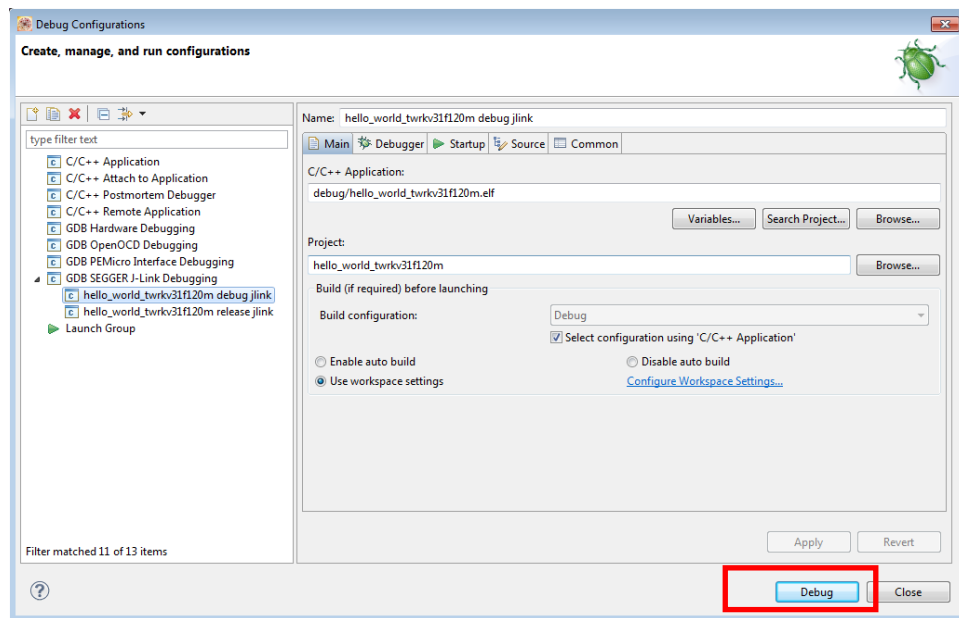 Debug Configurations
Create, manage, and run configurations
type filter text
C/C++ Application
C/C++ Attach to Application
C/C++ Postmortem Debugger
C/C++ Remote Application
GDB Hardware Debugging
GDB OpenOCD Debugging
GDB PEMicro Interface Debugging
GDB SEGGER J-Link Debugging
hello_world_twrkv31f120m debug jlink
hello_world_twrkv31f120m release jlink
Launch Group
Filter matched 11 of 13 items
Name: hello_world_twrkv31f120m debug jlink
Main Debugger Startup Source Common
C/C++ Application:
debug/hello_world_twrkv31f120m.elf
Variables... Search Project... Browse...
Project:
hello_world_twrkv31f120m Browse...
Build (if required) before launching
Build configuration: Debug
Select configuration using 'C/C++ Application'
Enable auto build Disable auto build
Use workspace settings Configure Workspace Settings...
Apply Revert
? Debug Close